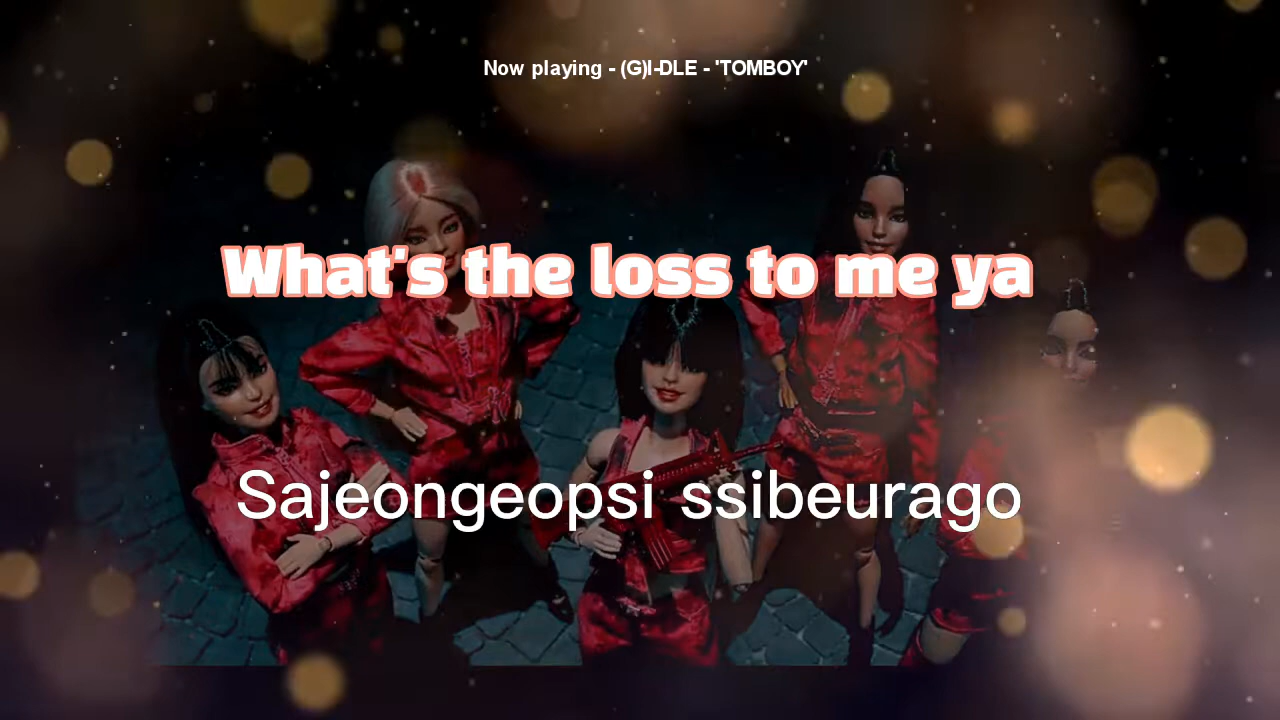 Now playing - (G)I-DLE - 'TOMBOY'
What's the loss to me ya
Sajeongeopsi ssibeurago